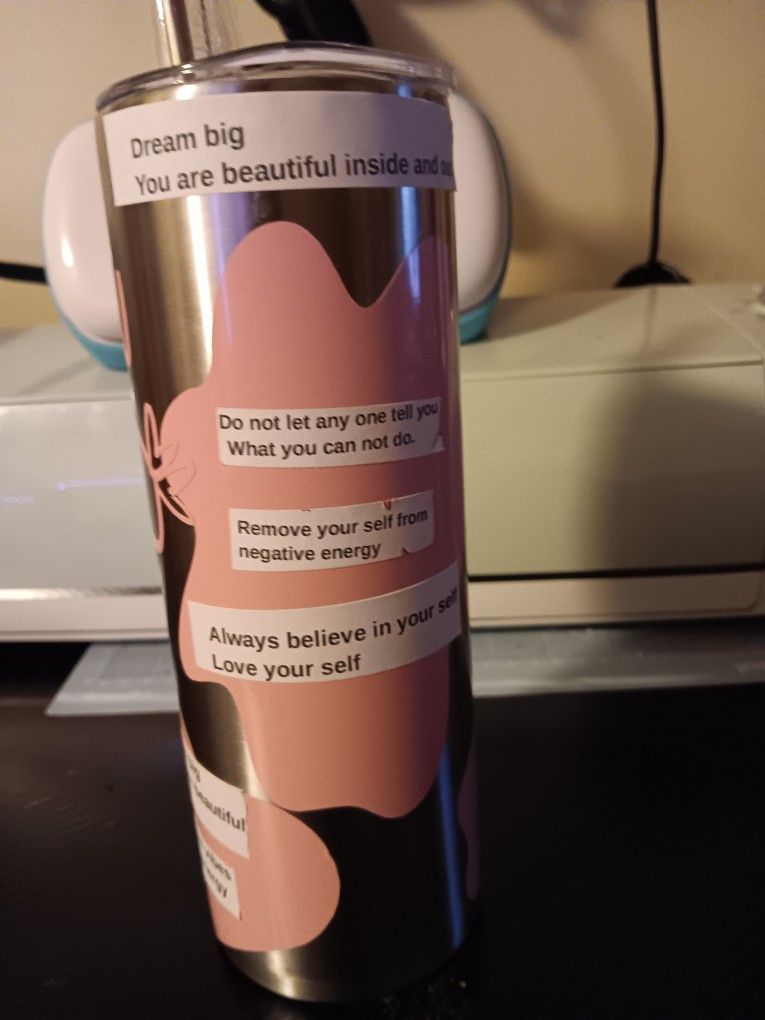 Dream big
You are beautiful inside and
Do not let any one tell you
What you can not do.
Remove your self from
negative energy
Always believe in your self
Love your self